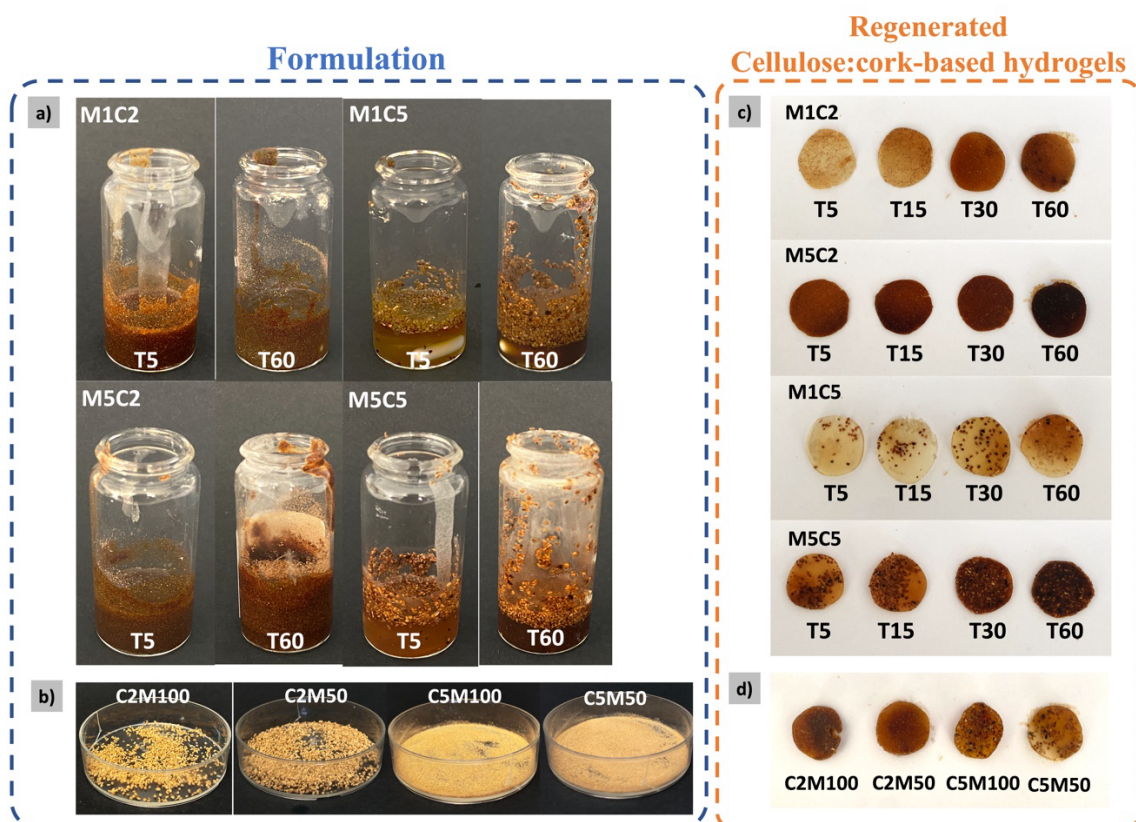 Formulation
a)
M1C2
M1C5
T5
T60
T5
T60
M5C2
M5C5
T5
T60
T5
T60
b)
C2M100
C2M50
C5M100
C5M50
Regenerated
Cellulose:cork-based hydrogels
c)
M1C2
T5
T15
T30
T60
M5C2
T5
T15
T30
T60
M1C5
T5
T15
T30
T60
M5C5
T5
T15
T30
T60
d)
C2M100
C2M50
C5M100
C5M50